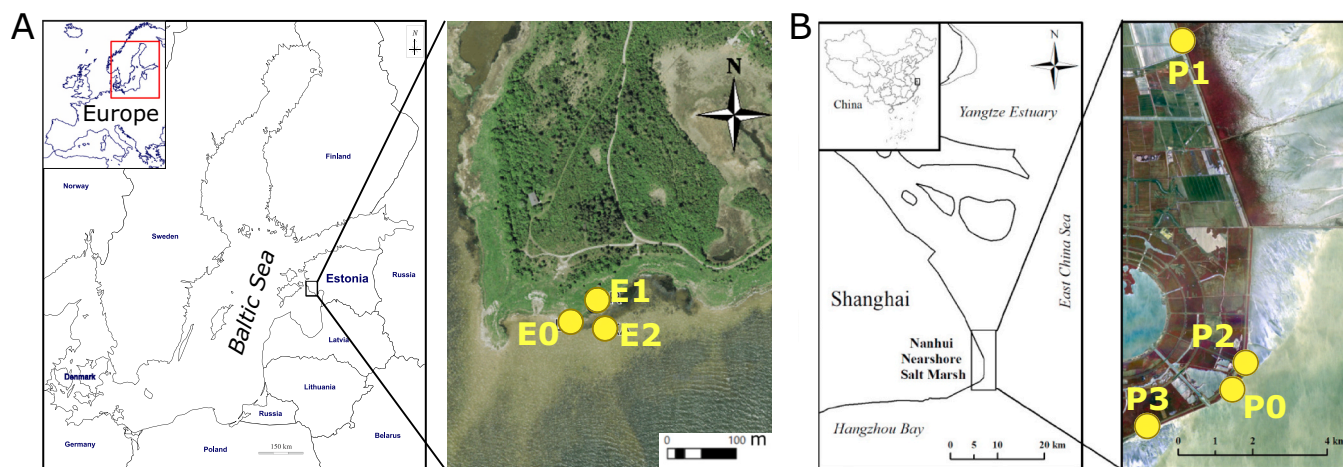 A
N
Europe
Norway
Finland
Sweden
Baltic Sea
Estonia
Russia
Latvia
Denmark
Lithuania
Russia
Belarus
Germany
Poland
150 km
N
E1
E0
E2
0
100 m
B
China
N
Yangtze Estuary
East China Sea
Shanghai
Nanhui
Nearshore
Salt Marsh
Hangzhou Bay
0 5 10 20 km
P1
P2
P0
P3
0 1 2 4 km